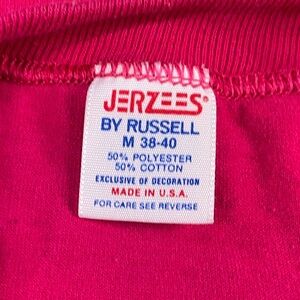 JERZEES®
BY RUSSELL
M 38-40
50% POLYESTER
50% COTTON
EXCLUSIVE OF DECORATION
MADE IN U.S.A.
FOR CARE SEE REVERSE